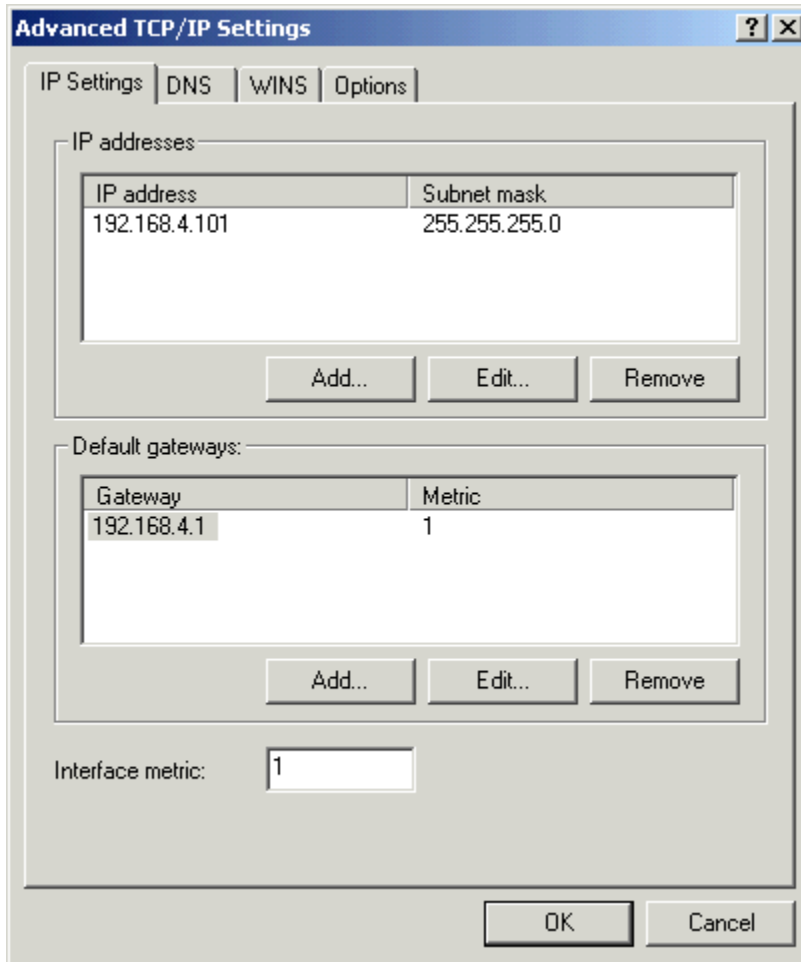 Advanced TCP/IP Settings
IP Settings DNS WINS Options
IP addresses
IP address Subnet mask
192.168.4.101 255.255.255.0
Add... Edit... Remove
Default gateways:
Gateway Metric
192.168.4.1 1
Add... Edit... Remove
Interface metric: 1
OK Cancel